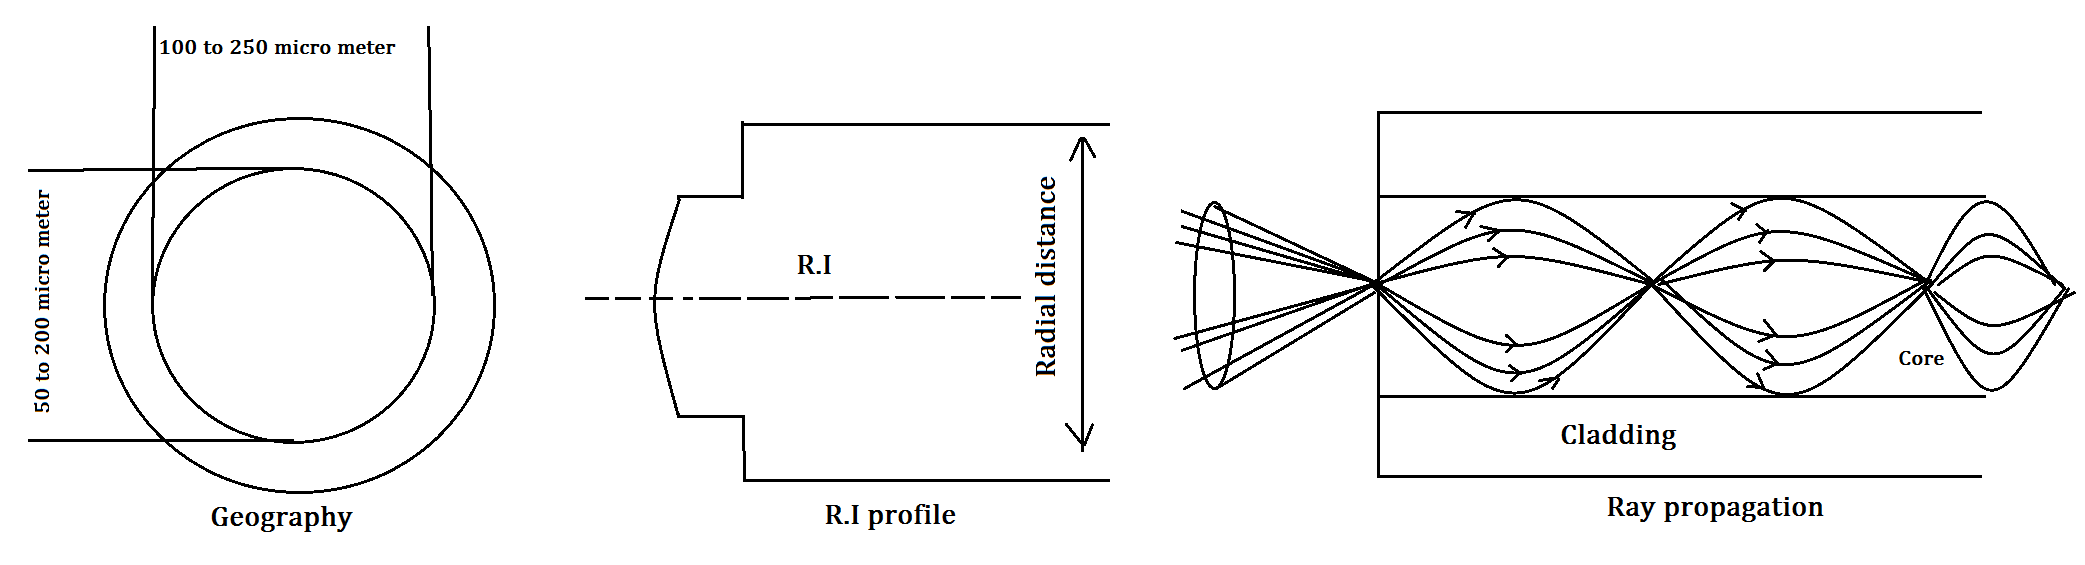 100 to 250 micro meter
50 to 200 micro meter
Geography
R.I
Radial distance
R.I profile
Core
Cladding
Ray propagation